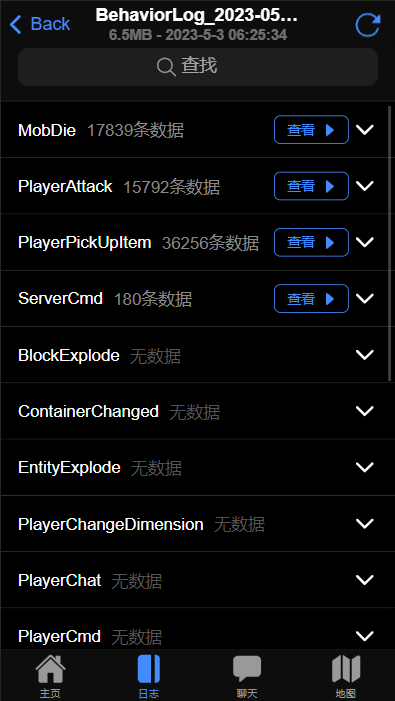 Back
BehaviorLog_2023-05...
6.5MB - 2023-5-3 06:25:34
查找
MobDie 17839条数据 查看
PlayerAttack 15792条数据 查看
PlayerPickUpItem 36256条数据 查看
ServerCmd 180条数据 查看
BlockExplode 无数据
ContainerChanged 无数据
EntityExplode 无数据
PlayerChangeDimension 无数据
PlayerChat 无数据
PlayerCmd 无数据
主页 日志 聊天 地图